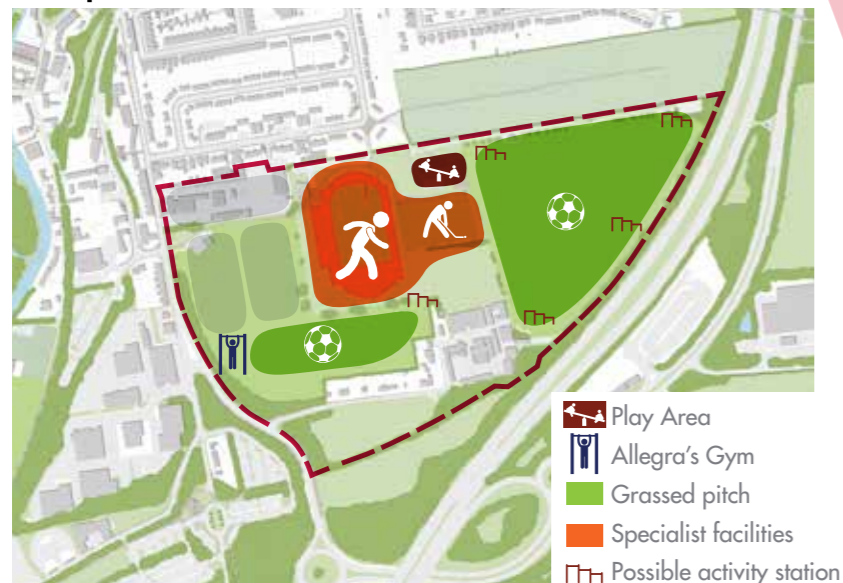 Play Area
Allegra's Gym
Grassed pitch
Specialist facilities
Possible activity station